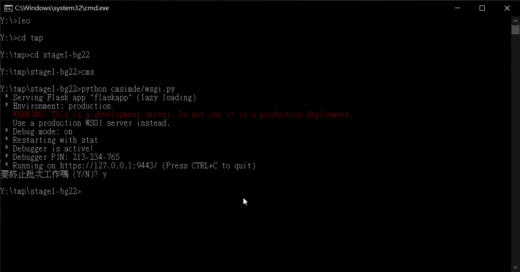 C:\Windows\system32\cmd.exe
Y:\>leo
Y:\>cd tmp
Y:\tmp>cd stage1-bg22
Y:\tmp\stage1-bg22>cms
Y:\tmp\stage1-bg22>python cmsimde/wsgi.py
* Serving Flask app "flaskapp" (lazy loading)
* Environment: production
WARNING: This is a development server. Do not use it in a production deployment.
Use a production WSGI server instead.
* Debug mode: on
* Restarting with stat
* Debugger is active!
* Debugger PIN: 213-234-765
* Running on https://127.0.0.1:9443/ (Press CTRL+C to quit)
要終止批次工作嗎 (Y/N)? y
Y:\tmp\stage1-bg22>